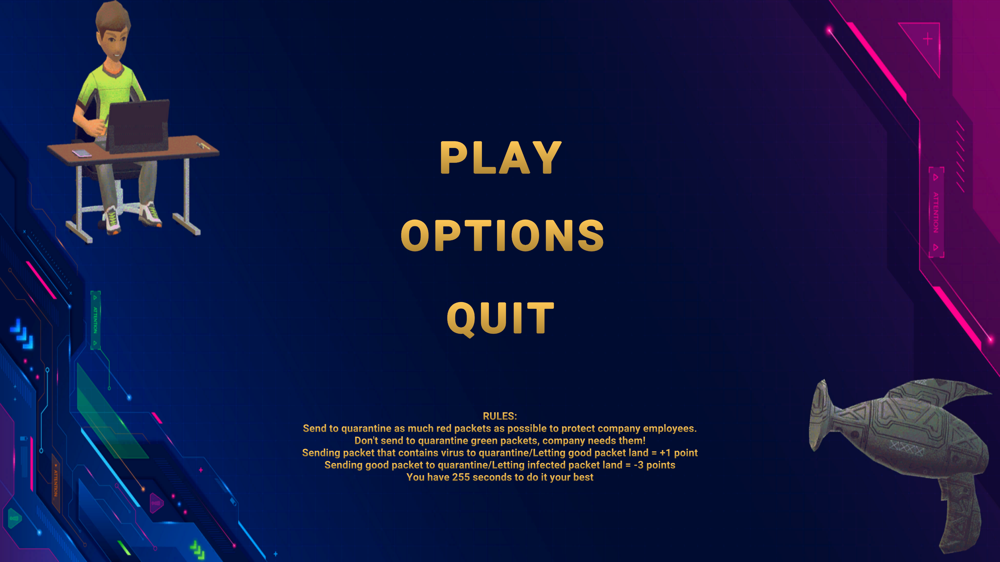 PLAY
OPTIONS
QUIT
RULES:
Send to quarantine as much red packets as possible to protect company employees.
Don't send to quarantine green packets, company needs them!
Sending packet that contains virus to quarantine/Letting good packet land = +1 point
Sending good packet to quarantine/Letting infected packet land = -3 points
You have 255 seconds to do it your best
ATTENTION
ATTENTION
ATTENTION